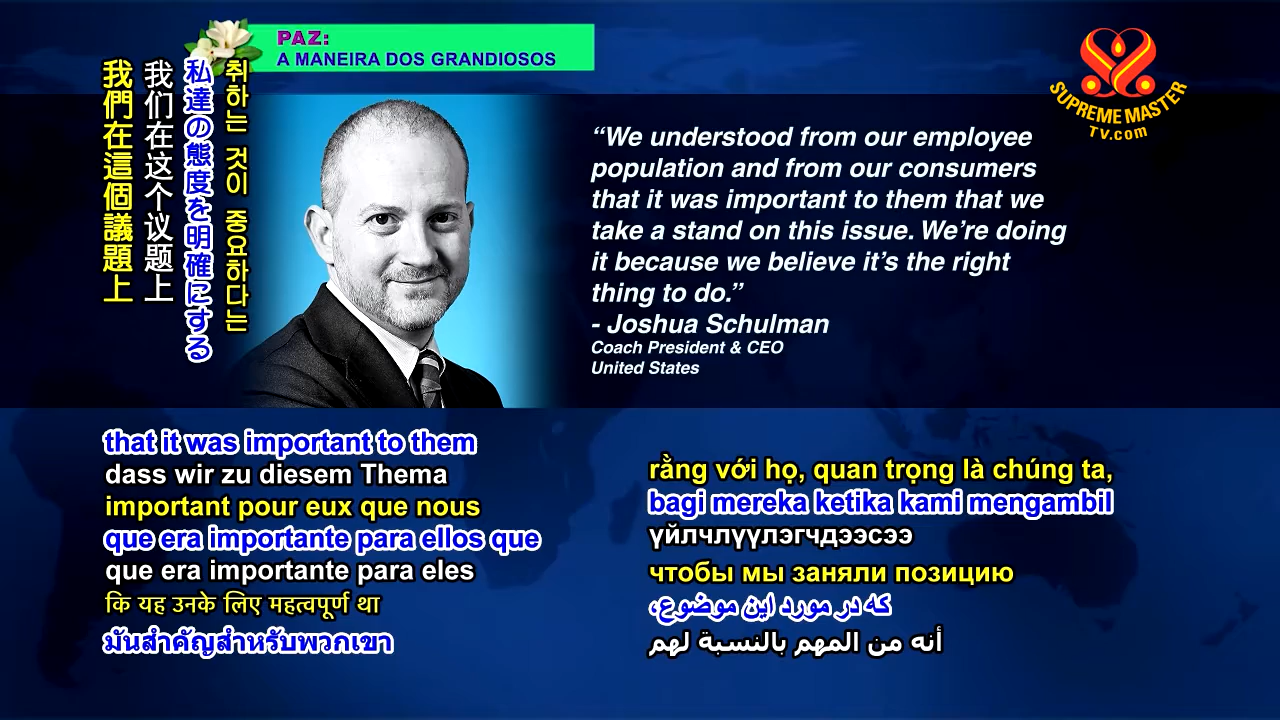 PAZ:
A MANEIRA DOS GRANDIOSOS
SUPREME MASTER
TV.com
我們在這個議題上
我们在这个议题上
私達の態度を明確にする
취하는 것이 중요하다는
“We understood from our employee
population and from our consumers
that it was important to them that we
take a stand on this issue. We’re doing
it because we believe it’s the right
thing to do.”
- Joshua Schulman
Coach President & CEO
United States
that it was important to them
dass wir zu diesem Thema
important pour eux que nous
que era importante para ellos que
que era importante para eles
कि यह उनके लिए महत्वपूर्ण था
มันสำคัญสำหรับพวกเขา
rằng với họ, quan trọng là chúng ta,
bagi mereka ketika kami mengambil
үйлчлүүлэгчдээсээ
чтобы мы заняли позицию
که در مورد این موضوع،
أنه من المهم بالنسبة لهم